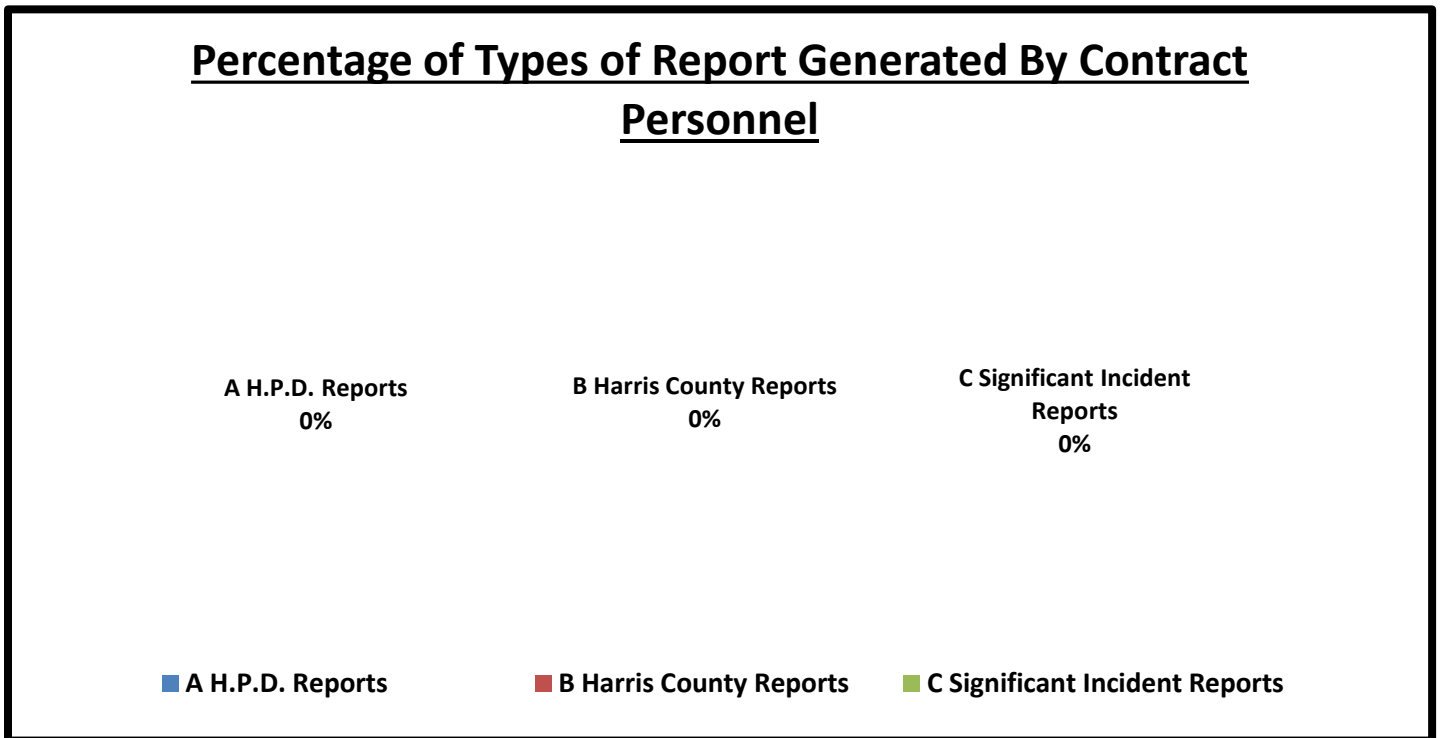 Percentage of Types of Report Generated By Contract
Personnel
A H.P.D. Reports
0%
B Harris County Reports
0%
C Significant Incident
Reports
0%
A H.P.D. Reports
B Harris County Reports
C Significant Incident Reports